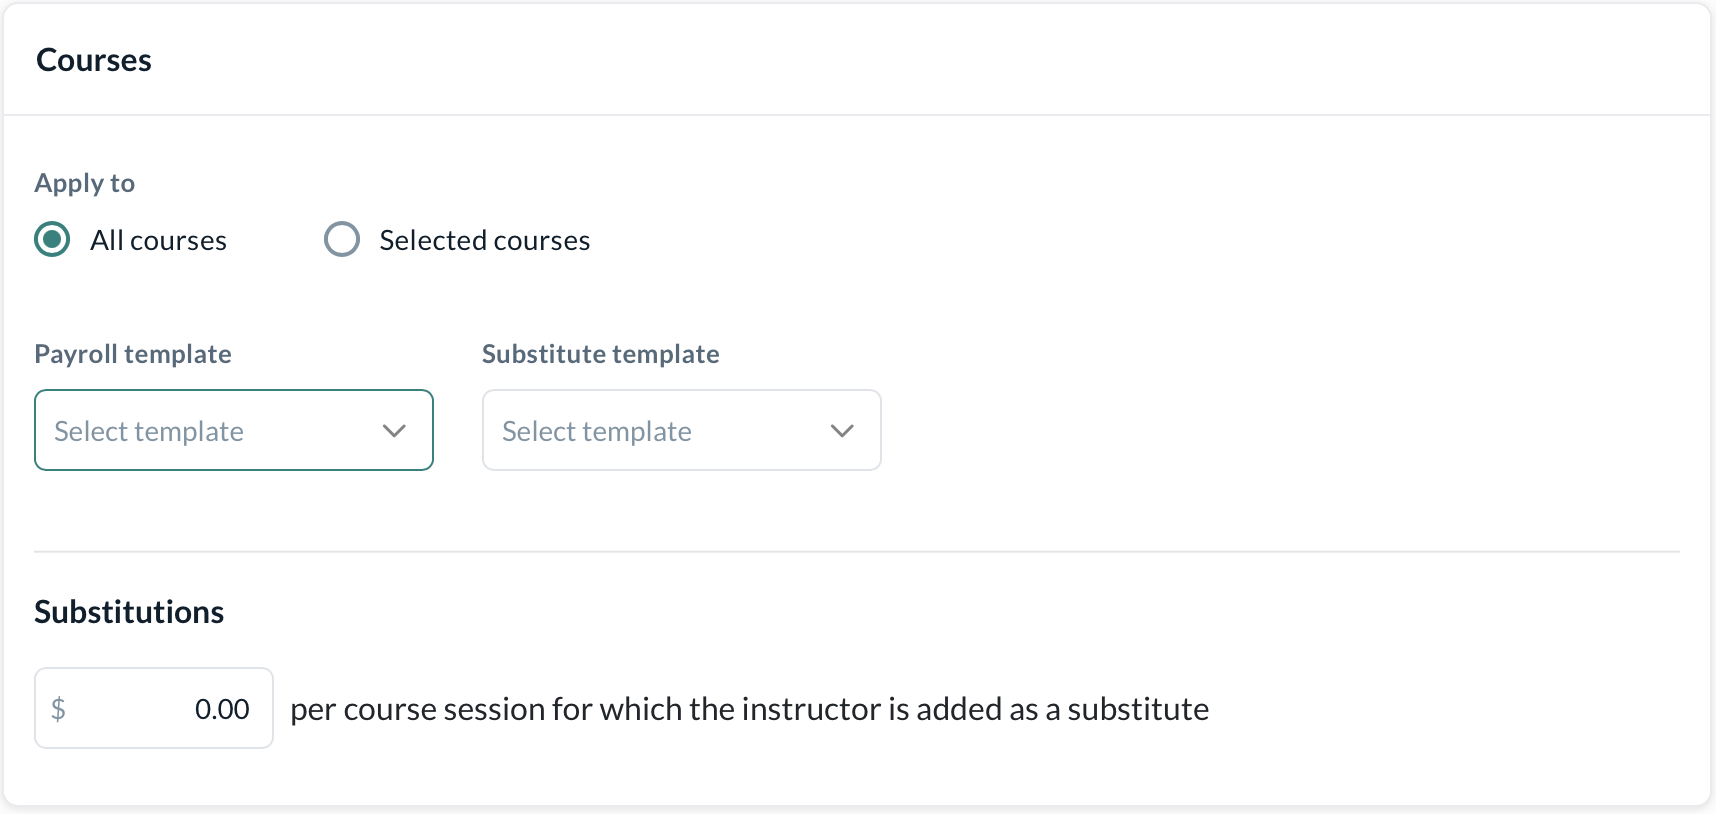 Courses
Apply to
All courses Selected courses
Payroll template Substitute template
Select template Select template
Substitutions
$ 0.00 per course session for which the instructor is added as a substitute